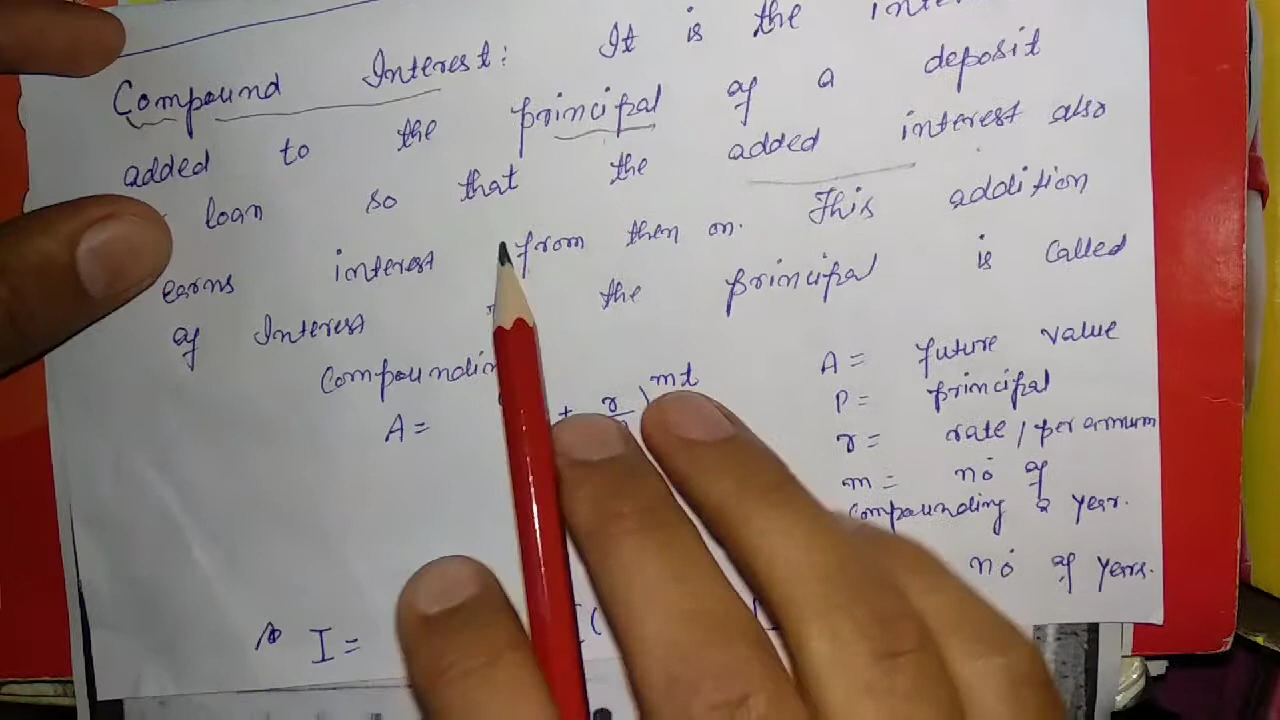 Compound Interest: It is the
added to the principal of a deposit
loan so that the added interest also
earns interest from then on. This addition
of Interest the principal is called
A = future value
P = principal
A = + r mt
r = rate / per annum
m = no of
compounding a year.
no of years.
I =